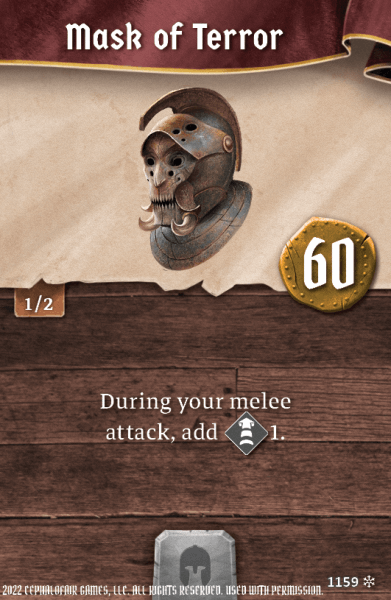 Mask of Terror
60
1/2
During your melee
attack, add 1.
1159
2022 CEPHALOFAIR GAMES, LLC. ALL RIGHTS RESERVED. USED WITH PERMISSION.